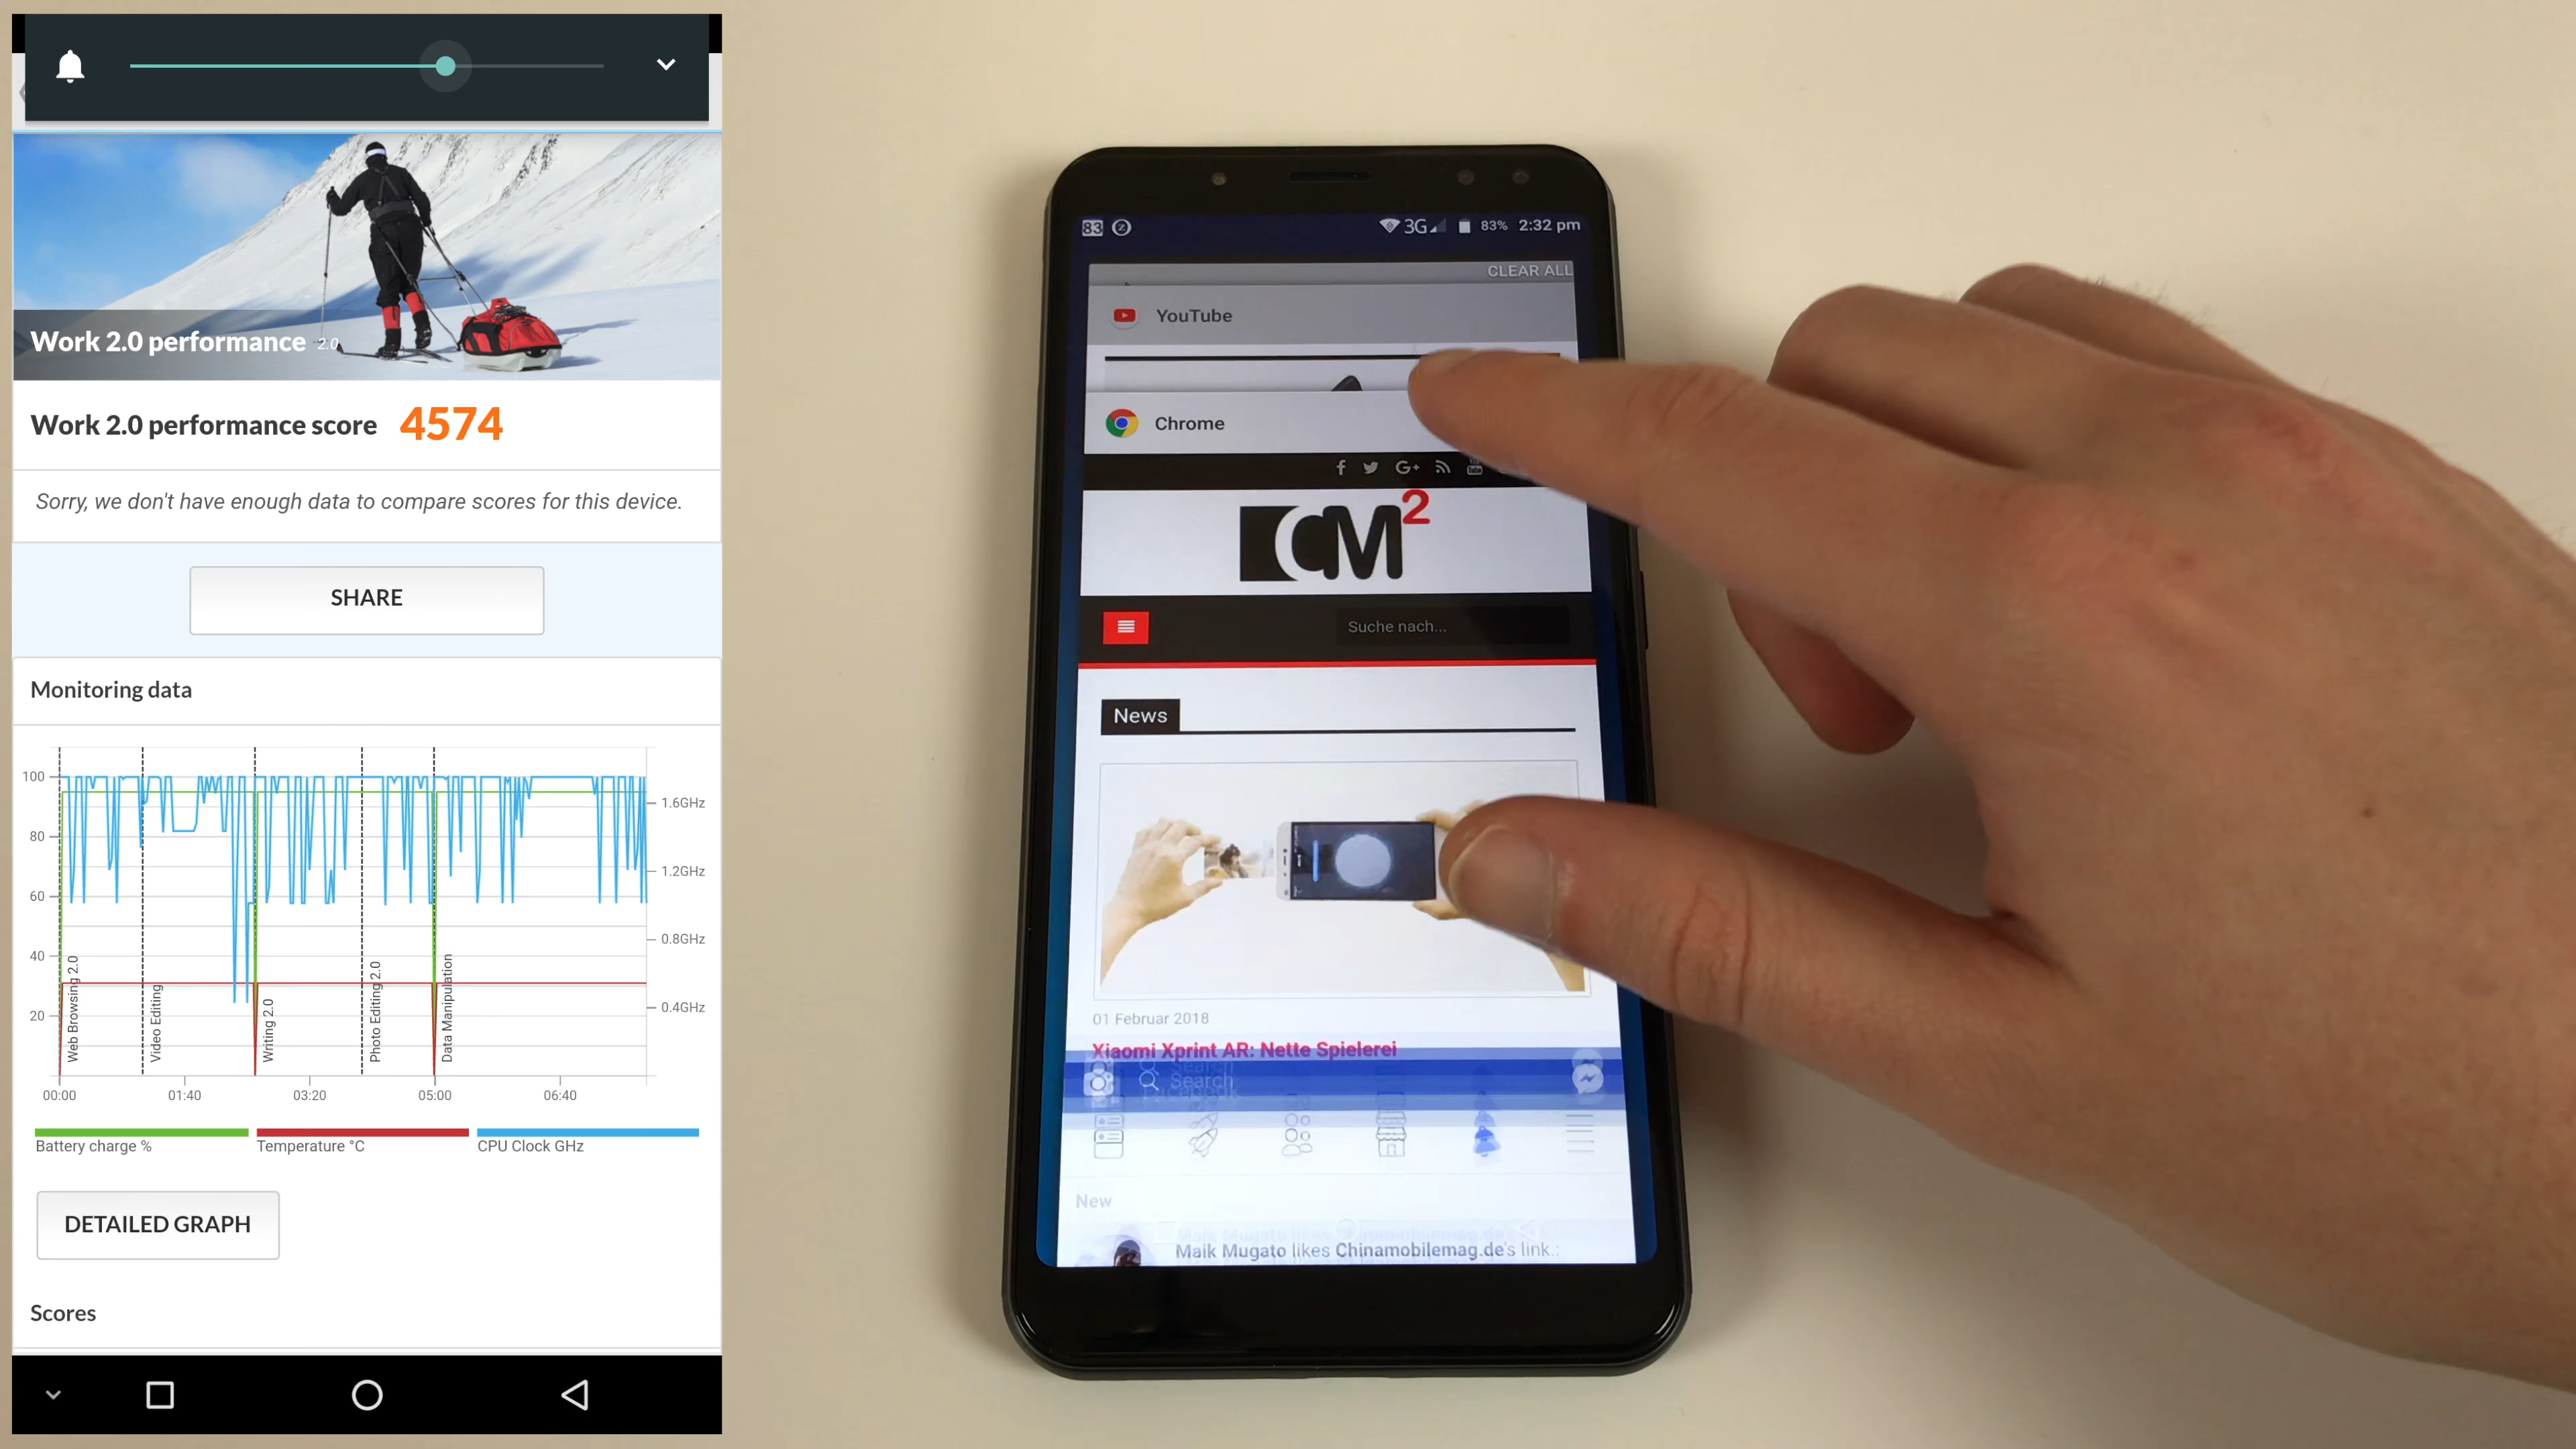 Work 2.0 performance 2.0
Work 2.0 performance score 4574
Sorry, we don't have enough data to compare scores for this device.
SHARE
Monitoring data
100
80
60
40
20
1.6GHz
1.2GHz
0.8GHz
0.4GHz
Web Browsing 2.0
Video Editing
Writing 2.0
Photo Editing 2.0
Data Manipulation
00:00 01:40 03:20 05:00 06:40
Battery charge % Temperature °C CPU Clock GHz
DETAILED GRAPH
Scores
83 3G 83% 2:32 pm
CLEAR ALL
YouTube
Chrome
CM2
Suche nach...
News
01 Februar 2018
Xiaomi Xprint AR: Nette Spielerei
Search
New
Maik Mugato likes Chinamobilemag.de's link.: